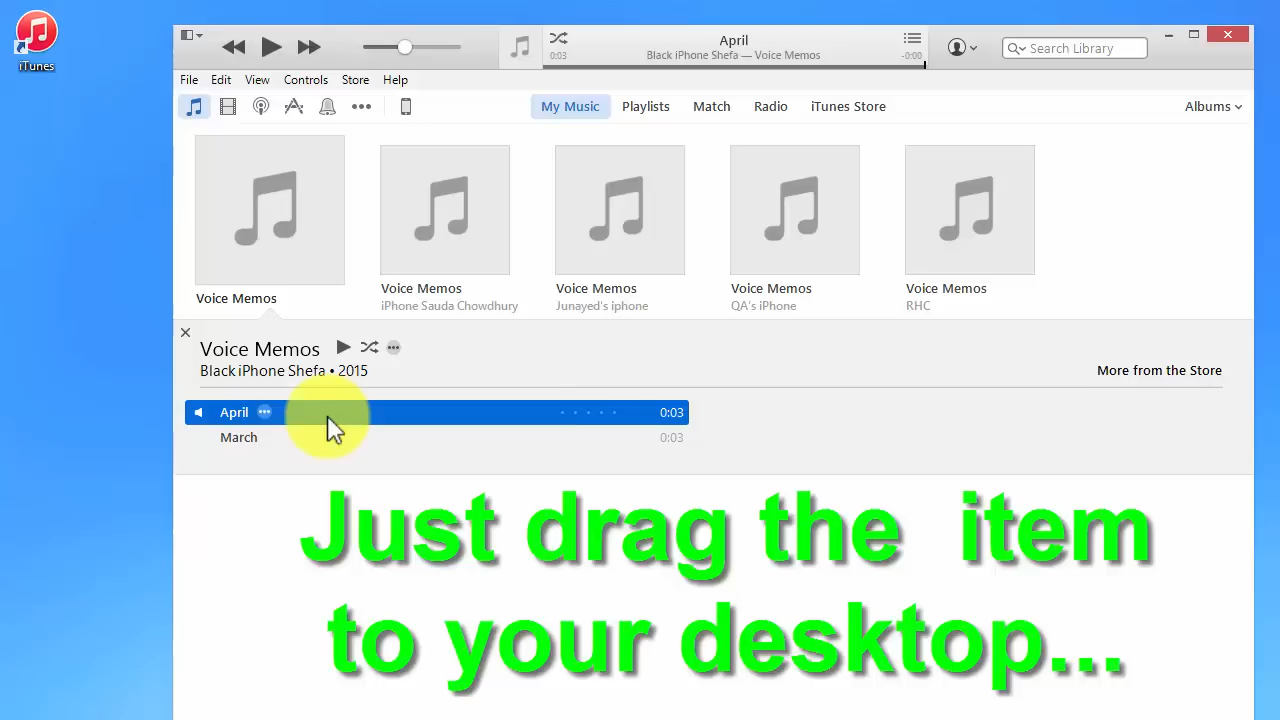 iTunes
April
0:03
Black iPhone Shefa — Voice Memos
-0:00
Search Library
File Edit View Controls Store Help
My Music Playlists Match Radio iTunes Store Albums
Voice Memos
Voice Memos
iPhone Sauda Chowdhury
Voice Memos
Junayed's iphone
Voice Memos
QA's iPhone
Voice Memos
RHC
Voice Memos
Black iPhone Shefa • 2015
More from the Store
April 0:03
March 0:03
Just drag the item
to your desktop...